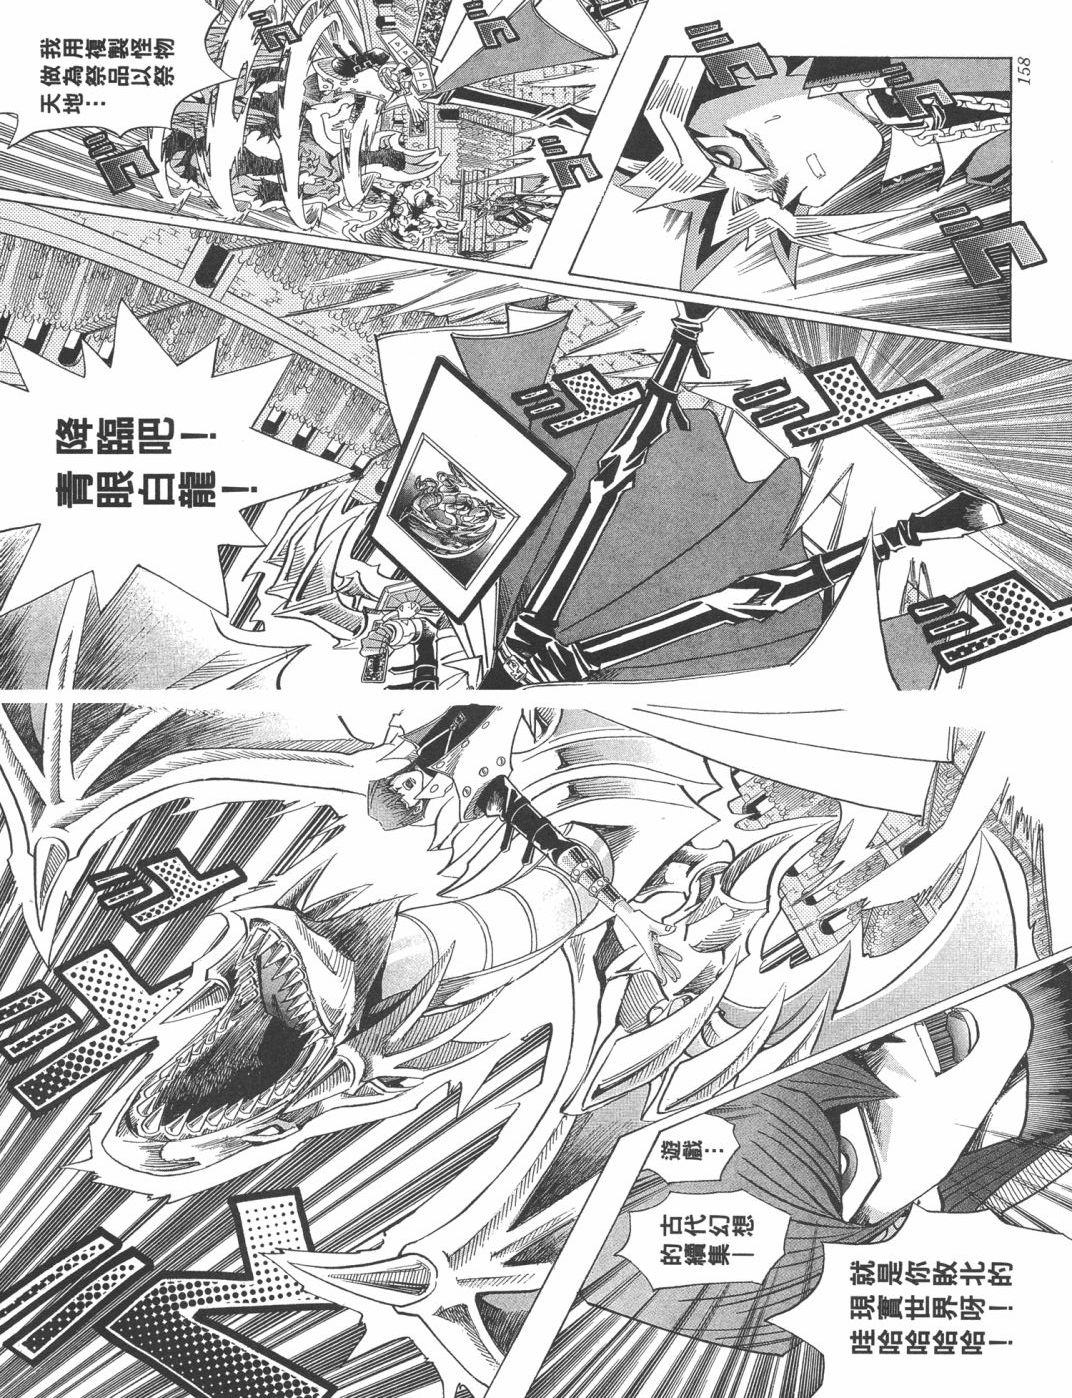 158
我用複製怪物
做為祭品以祭
天地…
降臨吧！
青眼白龍！
遊戲…
古代幻想
的續集—
就是你敗北的
現實世界呀！
哇哈哈哈哈！